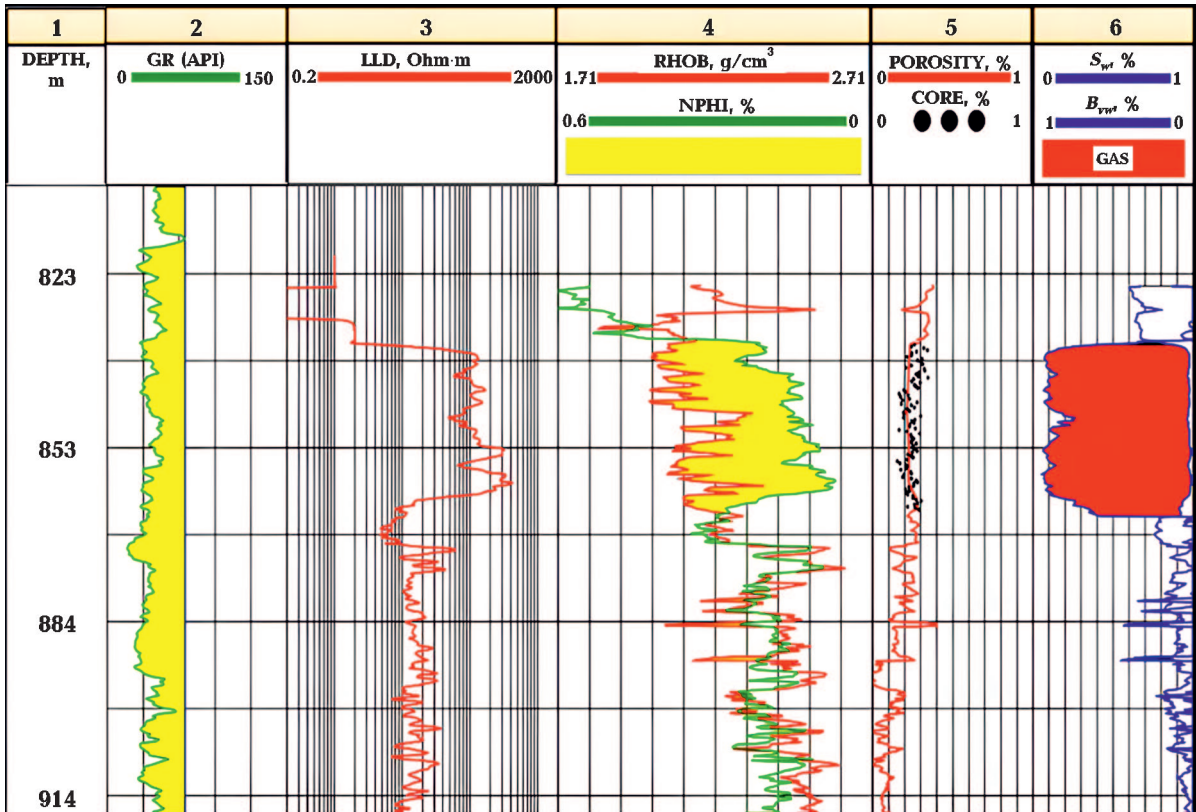 1 2 3 4 5 6
DEPTH, m
GR (API)
0 150
LLD, Ohm·m
0.2 2000
RHOB, g/cm³
1.71 2.71
NPHI, %
0.6 0
POROSITY, %
0 1
CORE, %
0 1
Sw, %
0 1
Bvw, %
1 0
GAS
823
853
884
914